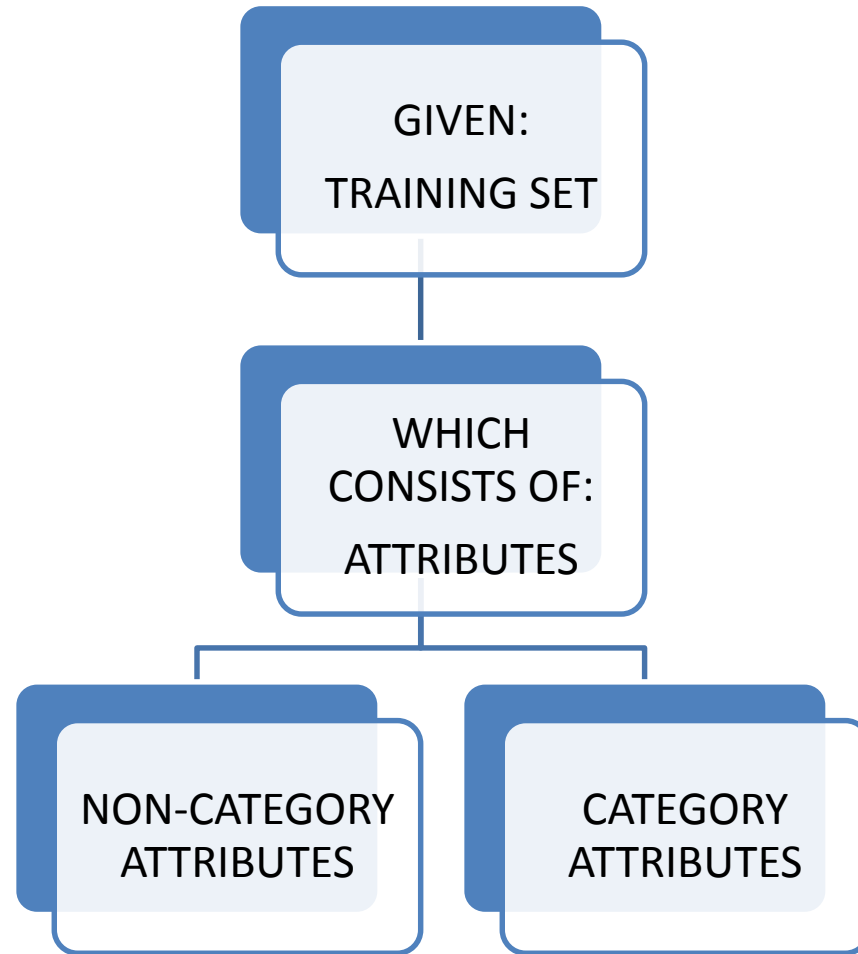 GIVEN:
TRAINING SET
WHICH
CONSISTS OF:
ATTRIBUTES
NON-CATEGORY
ATTRIBUTES
CATEGORY
ATTRIBUTES